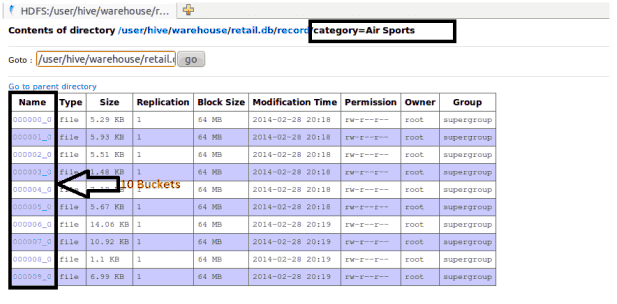 HDFS:/user/hive/warehouse/r...
Contents of directory /user/hive/warehouse/retail.db/record/category=Air Sports
Goto : /user/hive/warehouse/retail.d go
Go to parent directory
Name Type Size Replication Block Size Modification Time Permission Owner Group
000000_0 file 5.29 KB 1 64 MB 2014-02-28 20:18 rw-r--r-- root supergroup
000001_0 file 5.93 KB 1 64 MB 2014-02-28 20:18 rw-r--r-- root supergroup
000002_0 file 5.51 KB 1 64 MB 2014-02-28 20:18 rw-r--r-- root supergroup
000003_0 file 1.48 KB 1 64 MB 2014-02-28 20:18 rw-r--r-- root supergroup
000004_0 file KB 1 64 MB 2014-02-28 20:18 rw-r--r-- root supergroup
10 Buckets
000005_0 file 5.67 KB 1 64 MB 2014-02-28 20:18 rw-r--r-- root supergroup
000006_0 file 14.06 KB 1 64 MB 2014-02-28 20:19 rw-r--r-- root supergroup
000007_0 file 10.92 KB 1 64 MB 2014-02-28 20:19 rw-r--r-- root supergroup
000008_0 file 1.1 KB 1 64 MB 2014-02-28 20:19 rw-r--r-- root supergroup
000009_0 file 6.99 KB 1 64 MB 2014-02-28 20:19 rw-r--r-- root supergroup